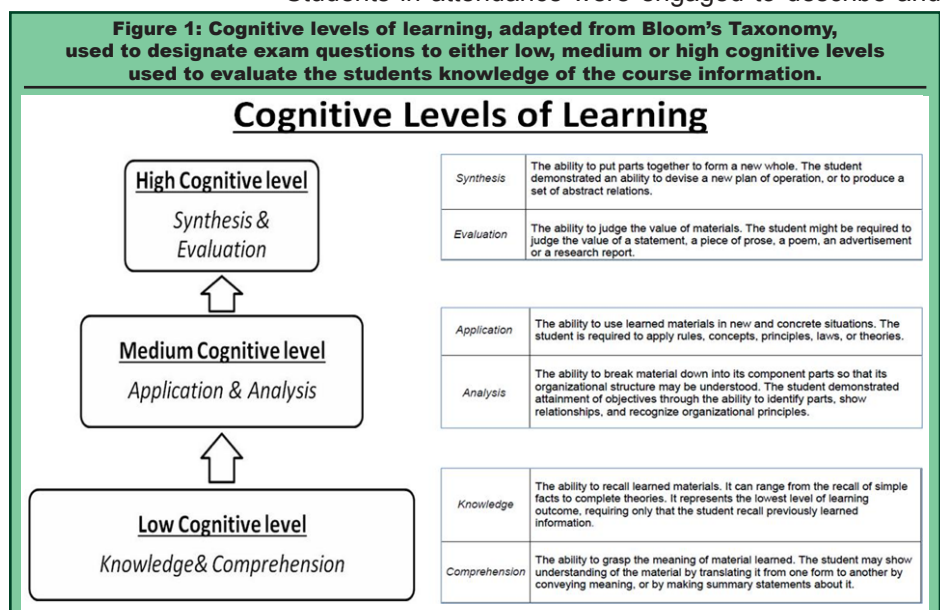 Figure 1: Cognitive levels of learning, adapted from Bloom's Taxonomy,
used to designate exam questions to either low, medium or high cognitive levels
used to evaluate the students knowledge of the course information.
Cognitive Levels of Learning
High Cognitive level
Synthesis &
Evaluation
Medium Cognitive level
Application & Analysis
Low Cognitive level
Knowledge& Comprehension
Synthesis
The ability to put parts together to form a new whole. The student
demonstrated an ability to devise a new plan of operation, or to produce a
set of abstract relations.
Evaluation
The ability to judge the value of materials. The student might be required to
judge the value of a statement, a piece of prose, a poem, an advertisement
or a research report.
Application
The ability to use learned materials in new and concrete situations. The
student is required to apply rules, concepts, principles, laws, or theories.
Analysis
The ability to break material down into its component parts so that its
organizational structure may be understood. The student demonstrated
attainment of objectives through the ability to identify parts, show
relationships, and recognize organizational principles.
Knowledge
The ability to recall learned materials. It can range from the recall of simple
facts to complete theories. It represents the lowest level of learning
outcome, requiring only that the student recall previously learned
information.
Comprehension
The ability to grasp the meaning of material learned. The student may show
understanding of the material by translating it from one form to another by
conveying meaning, or by making summary statements about it.